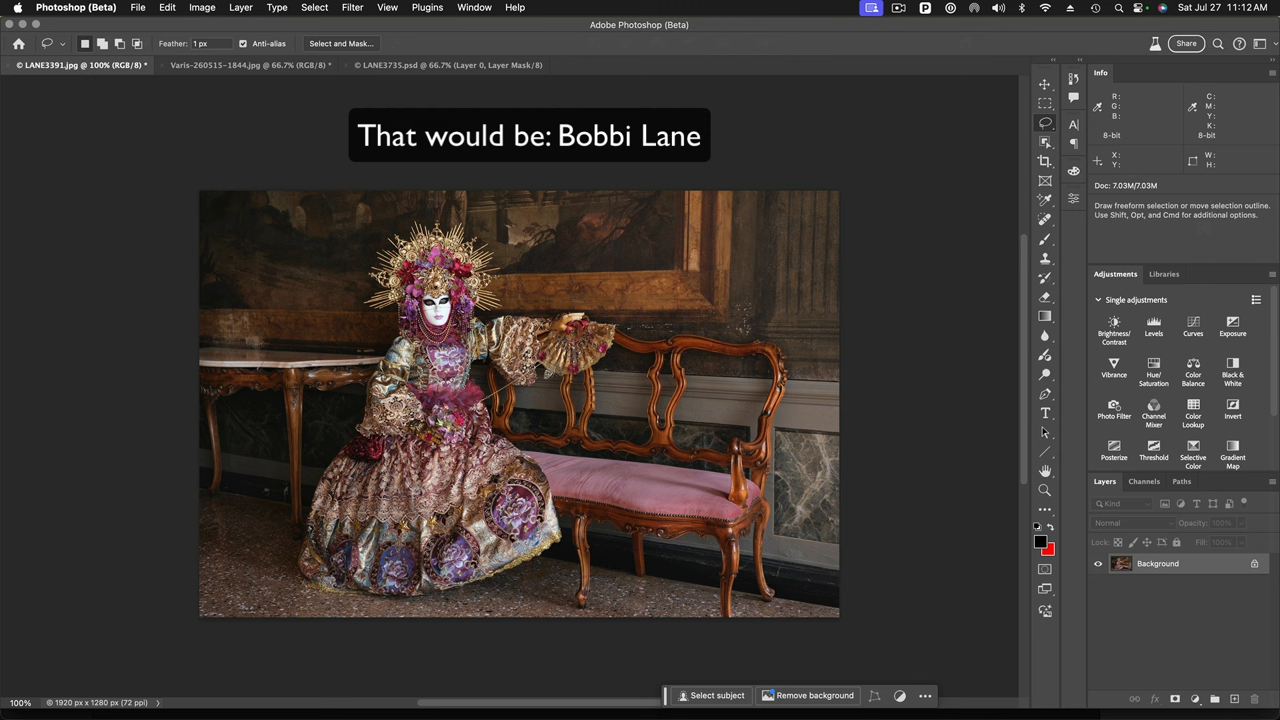 Photoshop (Beta) File Edit Image Layer Type Select Filter View Plugins Window Help Sat Jul 27 11:12 AM
Adobe Photoshop (Beta)
Feather: 1 px Anti-alias Select and Mask... Share
© LANE3391.jpg @ 100% (RGB/8) * Varis-260515-1844.jpg @ 66.7% (RGB/8) * © LANE3735.psd @ 66.7% (Layer 0, Layer Mask/8)
That would be: Bobbi Lane
Info
R: C:
G: M:
B: Y:
K:
8-bit 8-bit
X: W:
Y: H:
Doc: 7.03M/7.03M
Draw freeform selection or move selection outline.
Use Shift, Opt, and Cmd for additional options.
Adjustments Libraries
Single adjustments
Brightness/
Contrast
Levels
Curves
Exposure
Vibrance
Hue/
Saturation
Color
Balance
Black &
White
Photo Filter
Channel
Mixer
Color
Lookup
Invert
Posterize
Threshold
Selective
Color
Gradient
Map
Layers Channels Paths
Kind
Normal Opacity: 100%
Lock: Fill: 100%
Background
Select subject Remove background
100% © 1920 px x 1280 px (72 ppi)